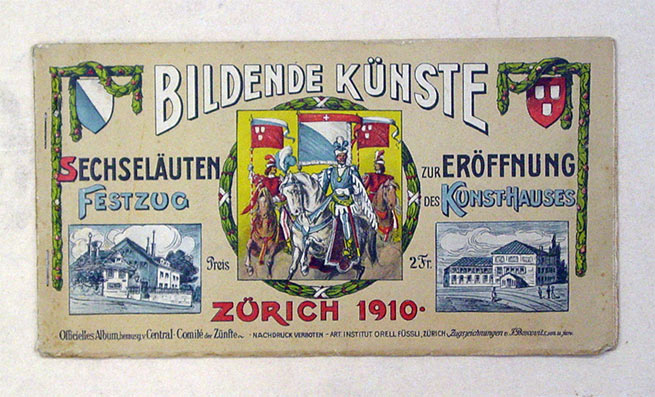 BILDENDE KÜNSTE
SECHSELÄUTEN
FESTZUG
ZUR ERÖFFNUNG
DES KUNSTHAUSES
Preis 2 Fr.
ZÜRICH 1910.
Officielles Album, herausg. v. Central-Comité der Zünfte - NACHDRUCK VERBOTEN - ART. INSTITUT ORELL FÜSSLI, ZÜRICH Zugszeichnungen v.